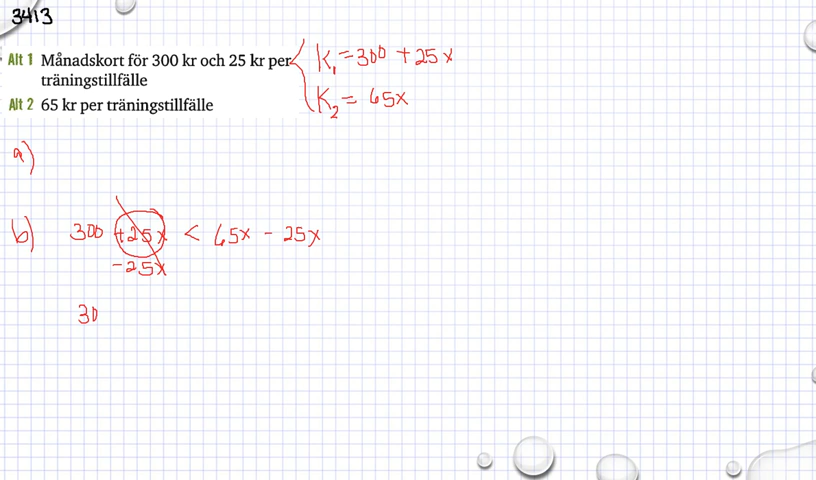 3413
Alt 1 Månadskort för 300 kr och 25 kr per
träningstillfälle
K₁ = 300 + 25x
Alt 2 65 kr per träningstillfälle
K₂ = 65x
a)
b) 300 +25x < 65x - 25x
-25x
30